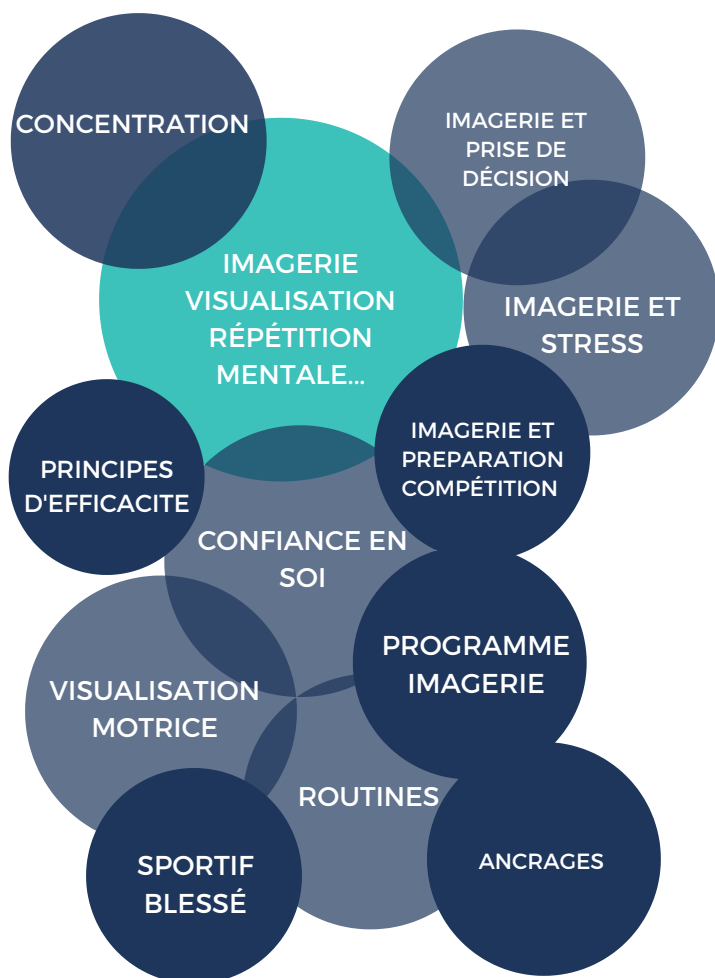 CONCENTRATION
IMAGERIE ET
PRISE DE
DÉCISION
IMAGERIE
VISUALISATION
RÉPÉTITION
MENTALE...
IMAGERIE ET
STRESS
PRINCIPES
D'EFFICACITE
IMAGERIE ET
PREPARATION
COMPÉTITION
CONFIANCE EN
SOI
PROGRAMME
IMAGERIE
VISUALISATION
MOTRICE
ROUTINES
SPORTIF
BLESSÉ
ANCRAGES